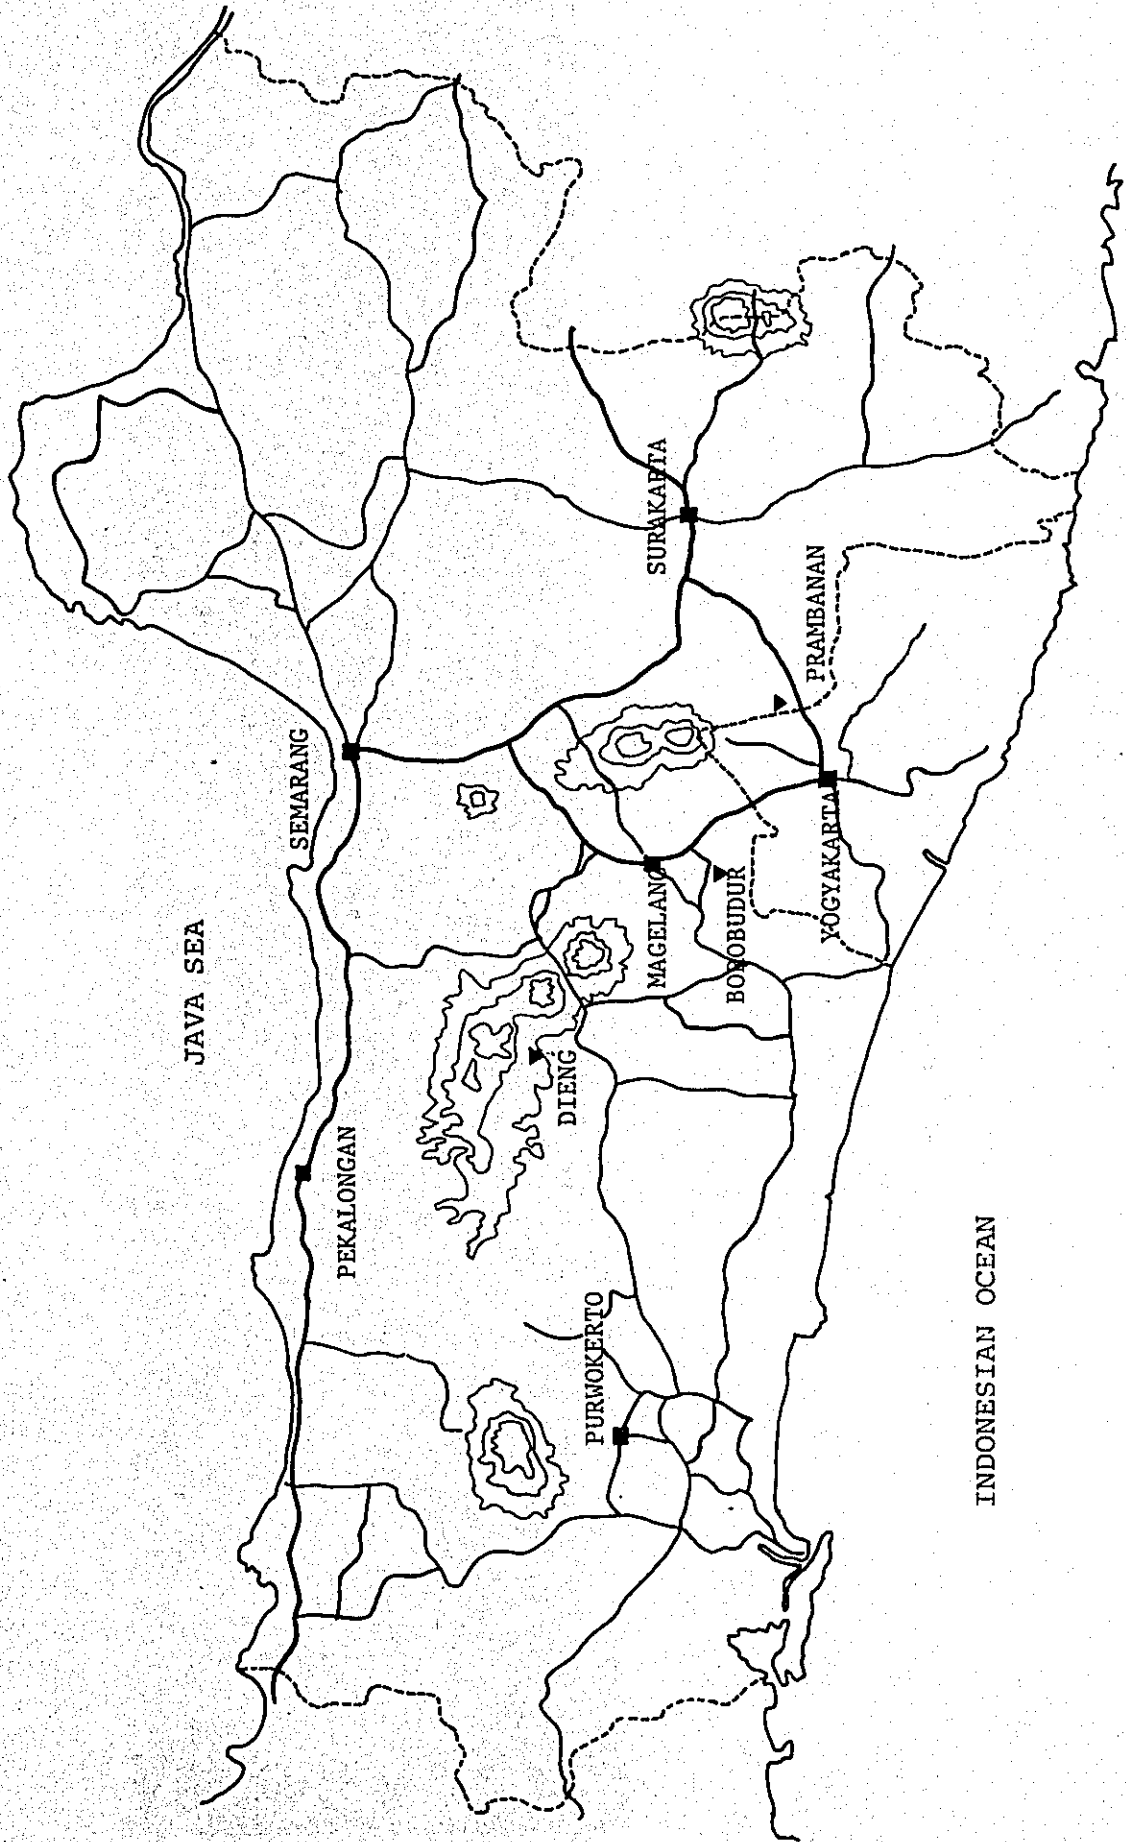 JAVA SEA
SEMARANG
PEKALONGAN
SURAKARTA
PRAMBANAN
MAGELANG
BOROBUDUR
YOGYAKARTA
DIENG
PURWOKERTO
INDONESIAN OCEAN